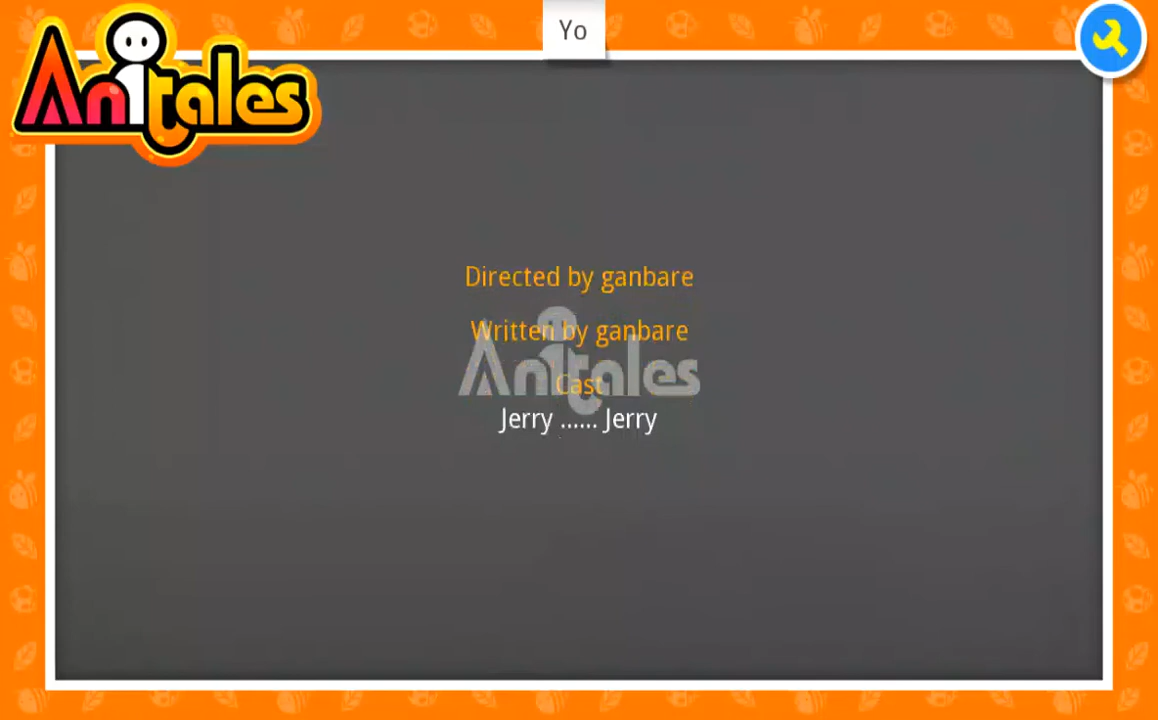 Yo
Anitales
Directed by ganbare
Written by ganbare
Anitales
Cast
Jerry ...... Jerry